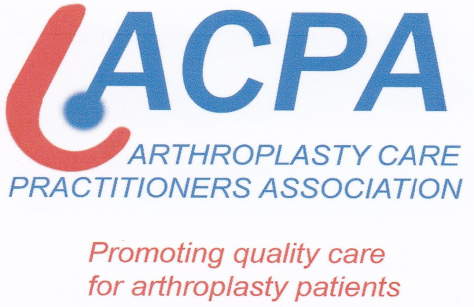 ACPA
ARTHROPLASTY CARE
PRACTITIONERS ASSOCIATION
Promoting quality care
for arthroplasty patients